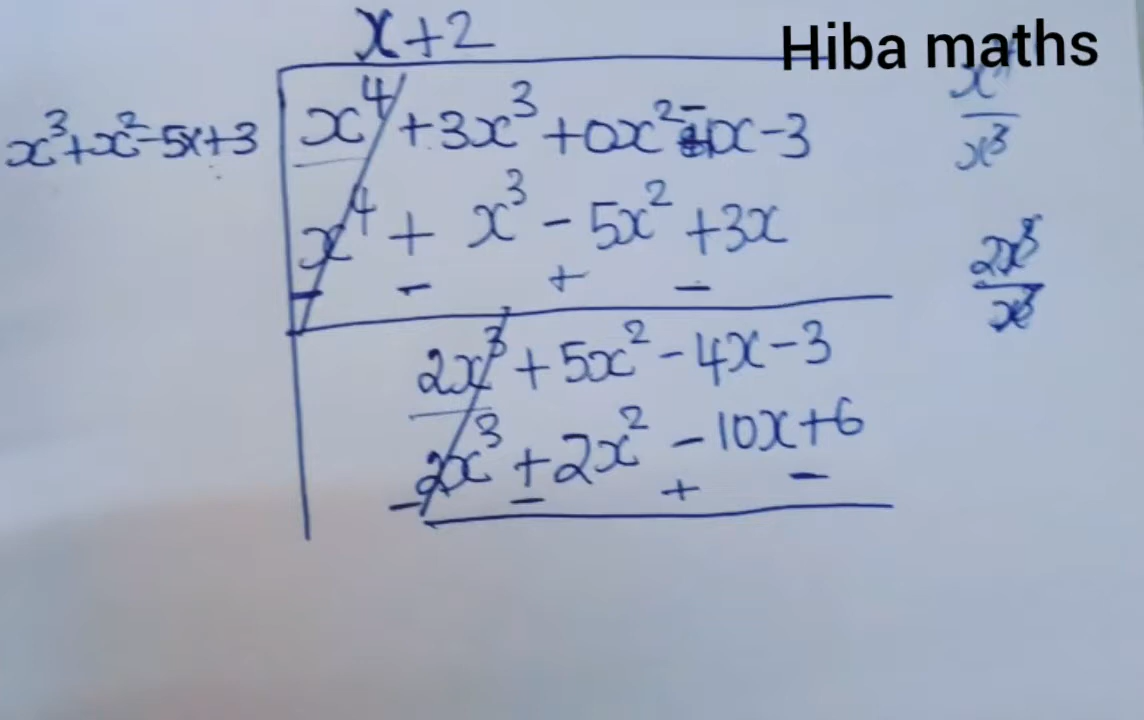 Hiba maths
x+2
x³+x²-5x+3
x⁴+3x³+0x²-x-3
x⁴+x³-5x²+3x
- - + -
2x³+5x²-4x-3
2x³+2x²-10x+6
- - + -
x⁴
x³
2x³
x³